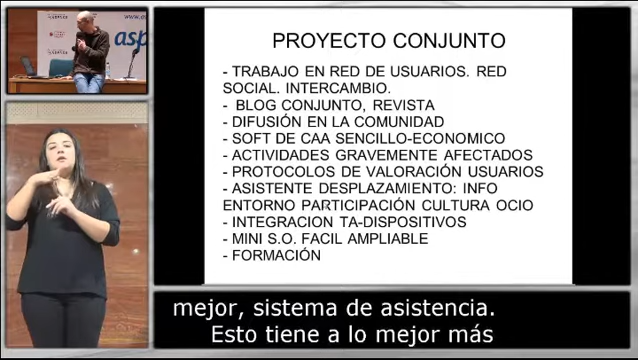 www.d
asp
PROYECTO CONJUNTO
- TRABAJO EN RED DE USUARIOS. RED
SOCIAL. INTERCAMBIO.
- BLOG CONJUNTO, REVISTA
- DIFUSIÓN EN LA COMUNIDAD
- SOFT DE CAA SENCILLO-ECONOMICO
- ACTIVIDADES GRAVEMENTE AFECTADOS
- PROTOCOLOS DE VALORACIÓN USUARIOS
- ASISTENTE DESPLAZAMIENTO: INFO
ENTORNO PARTICIPACIÓN CULTURA OCIO
- INTEGRACION TA-DISPOSITIVOS
- MINI S.O. FACIL AMPLIABLE
- FORMACIÓN
mejor, sistema de asistencia.
Esto tiene a lo mejor más